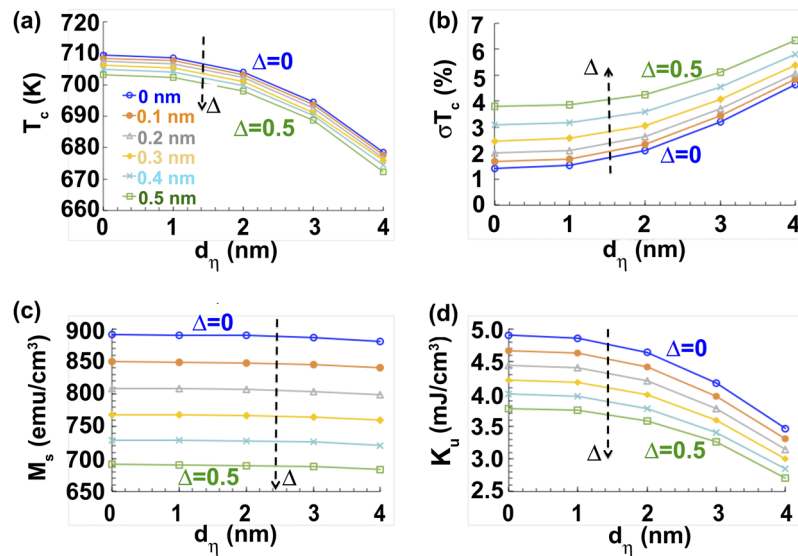 (a)
T_c (K)
720
710
700
690
680
670
660
Δ=0
Δ
Δ=0.5
0 nm
0.1 nm
0.2 nm
0.3 nm
0.4 nm
0.5 nm
0 1 2 3 4
d_η (nm)
(b)
σT_c (%)
7
6
5
4
3
2
1
0
Δ
Δ=0.5
Δ=0
0 1 2 3 4
d_η (nm)
(c)
M_s (emu/cm³)
900
850
800
750
700
650
Δ=0
Δ=0.5
Δ
0 1 2 3 4
d_η (nm)
(d)
K_u (mJ/cm³)
5.0
4.5
4.0
3.5
3.0
2.5
Δ=0
Δ
Δ=0.5
0 1 2 3 4
d_η (nm)